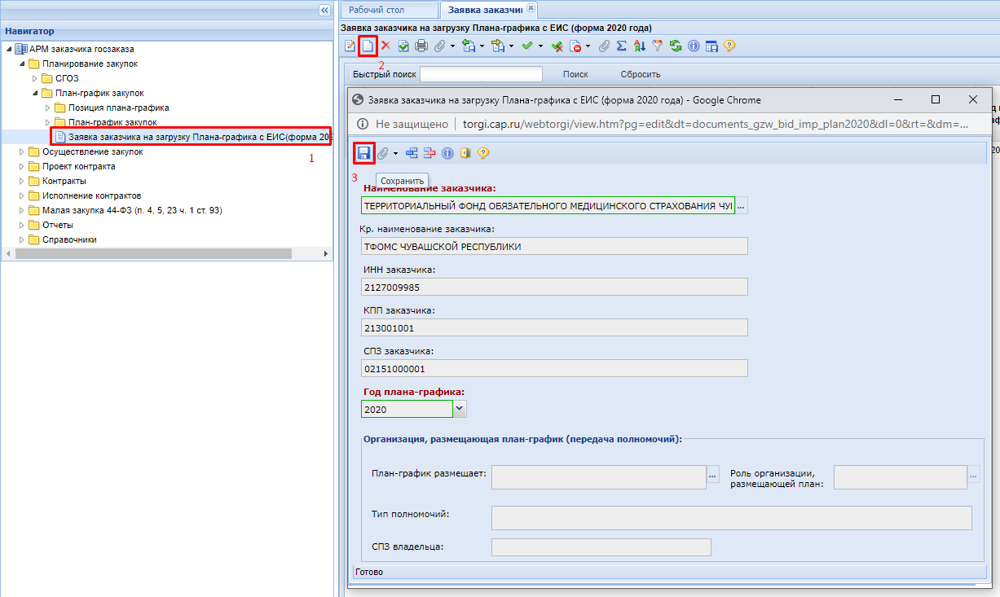 Навигатор
АРМ заказчика госзаказа
Планирование закупок
СГОЗ
План-график закупок
Позиция плана-графика
План-график закупок
Заявка заказчика на загрузку Плана-графика с ЕИС(форма 20
1
Осуществление закупок
Проект контракта
Контракты
Исполнение контрактов
Малая закупка 44-ФЗ (п. 4, 5, 23 ч. 1 ст. 93)
Отчеты
Справочники
Рабочий стол
Заявка заказчи
Заявка заказчика на загрузку Плана-графика с ЕИС (форма 2020 года)
2
Быстрый поиск
Поиск
Сбросить
Заявка заказчика на загрузку Плана-графика с ЕИС (форма 2020 года) - Google Chrome
Не защищено
torgi.cap.ru/webtorgi/view.htm?pg=edit&dt=documents_gzw_bid_imp_plan2020&dl=0&rt=&dm=...
3
Сохранить
Наименование заказчика:
ТЕРРИТОРИАЛЬНЫЙ ФОНД ОБЯЗАТЕЛЬНОГО МЕДИЦИНСКОГО СТРАХОВАНИЯ ЧУ
...
Кр. наименование заказчика:
ТФОМС ЧУВАШСКОЙ РЕСПУБЛИКИ
ИНН заказчика:
2127009985
КПП заказчика:
213001001
СПЗ заказчика:
02151000001
Год плана-графика:
2020
Организация, размещающая план-график (передача полномочий):
План-график размещает:
...
Роль организации,
размещающей план:
...
Тип полномочий:
СПЗ владельца:
Готово